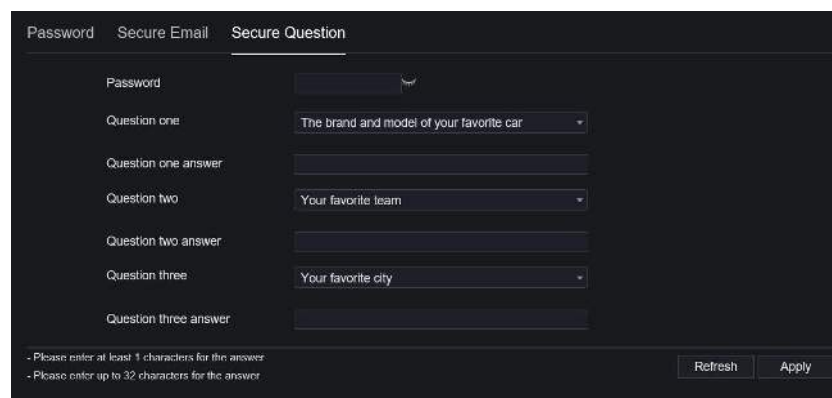 Password Secure Email Secure Question
Password
Question one The brand and model of your favorite car
Question one answer
Question two Your favorite team
Question two answer
Question three Your favorite city
Question three answer
- Please enter at least 1 characters for the answer
- Please enter up to 32 characters for the answer
Refresh Apply